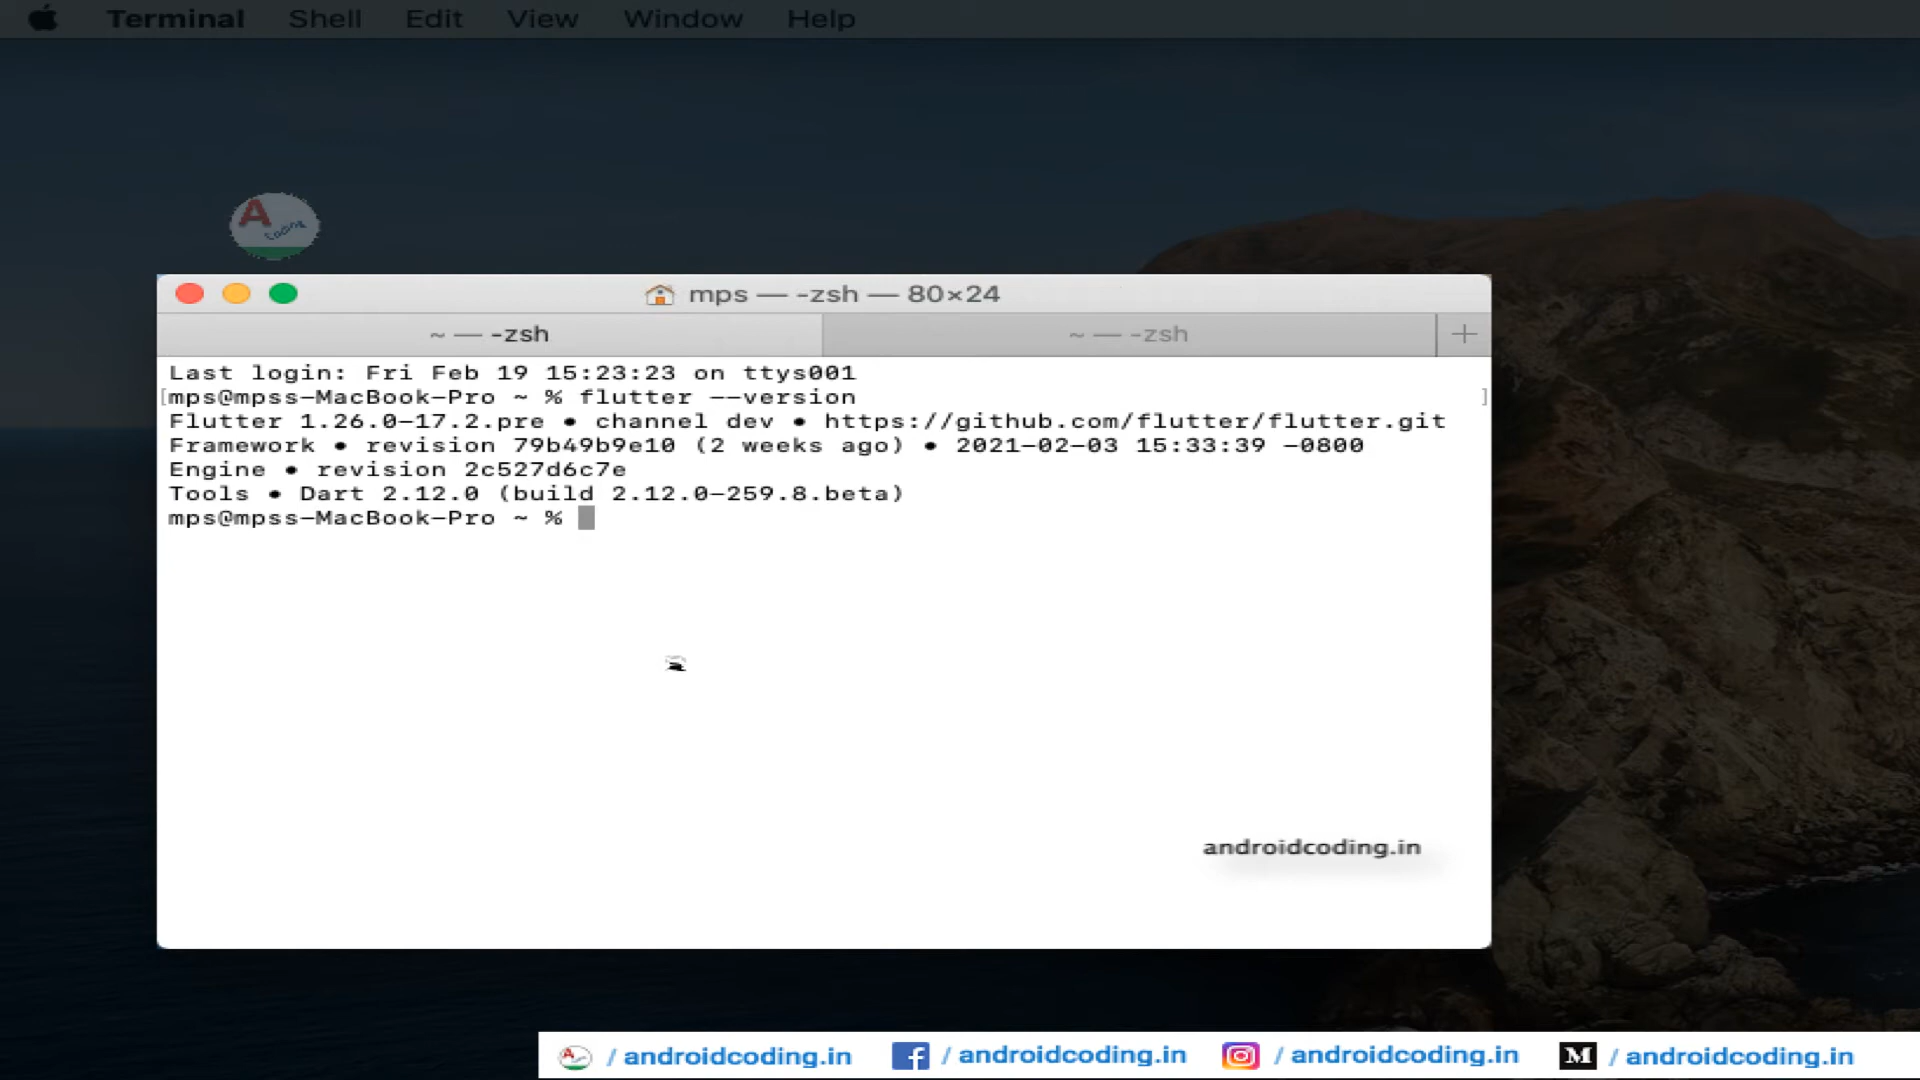 Terminal Shell Edit View Window Help
A Coding
mps — -zsh — 80×24
~ — -zsh ~ — -zsh +
Last login: Fri Feb 19 15:23:23 on ttys001
[mps@mpss-MacBook-Pro ~ % flutter --version ]
Flutter 1.26.0-17.2.pre • channel dev • https://github.com/flutter/flutter.git
Framework • revision 79b49b9e10 (2 weeks ago) • 2021-02-03 15:33:39 -0800
Engine • revision 2c527d6c7e
Tools • Dart 2.12.0 (build 2.12.0-259.8.beta)
mps@mpss-MacBook-Pro ~ %
androidcoding.in
/ androidcoding.in / androidcoding.in / androidcoding.in M / androidcoding.in